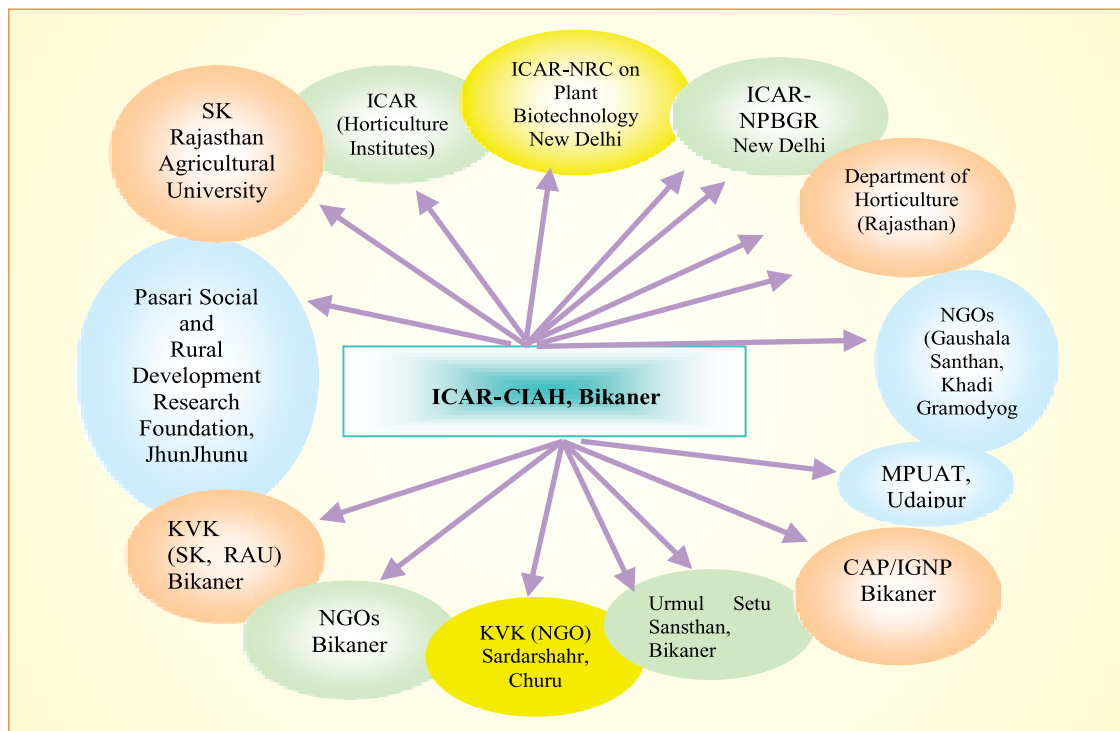 SK
Rajasthan
Agricultural
University
ICAR
(Horticulture
Institutes)
ICAR-NRC on
Plant
Biotechnology
New Delhi
ICAR-
NPBGR
New Delhi
Department of
Horticulture
(Rajasthan)
Pasari Social
and
Rural
Development
Research
Foundation,
JhunJhunu
NGOs
(Gaushala
Santhan,
Khadi
Gramodyog
ICAR-CIAH, Bikaner
MPUAT,
Udaipur
KVK
(SK, RAU)
Bikaner
NGOs
Bikaner
KVK (NGO)
Sardarshahr,
Churu
Urmul Setu
Sansthan,
Bikaner
CAP/IGNP
Bikaner